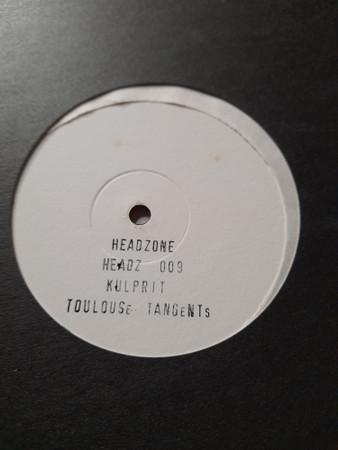 HEADZONE
HEADZ 009
KULPRIT
TOULOUSE TANGENTs